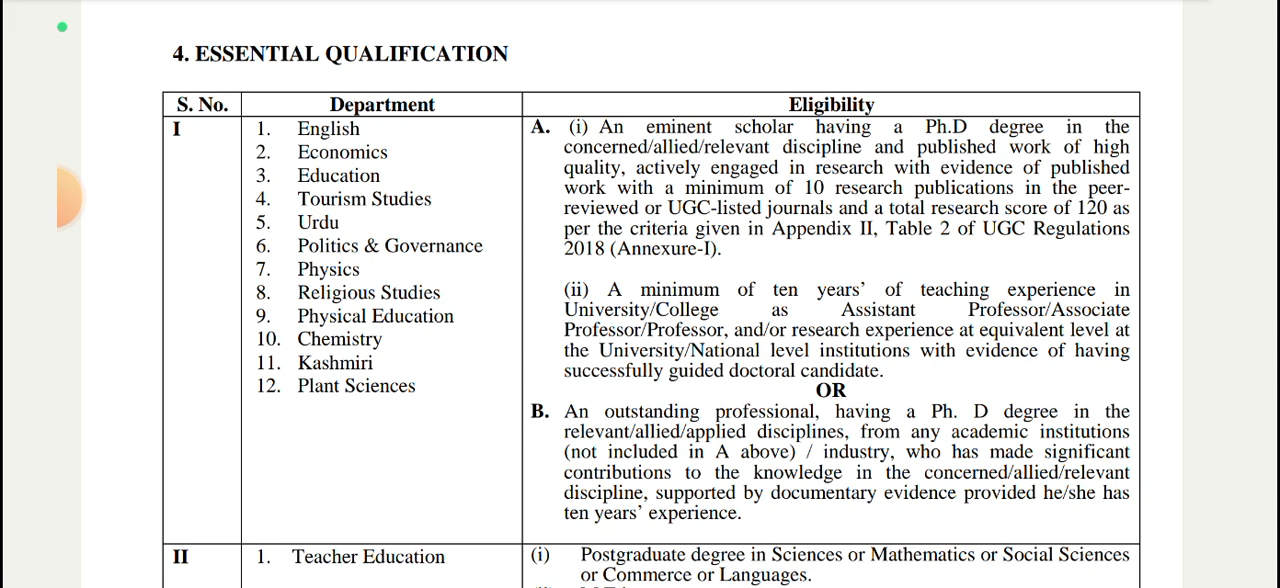 4. ESSENTIAL QUALIFICATION
S. No. Department Eligibility
I
1. English
2. Economics
3. Education
4. Tourism Studies
5. Urdu
6. Politics & Governance
7. Physics
8. Religious Studies
9. Physical Education
10. Chemistry
11. Kashmiri
12. Plant Sciences
A. (i) An eminent scholar having a Ph.D degree in the
concerned/allied/relevant discipline and published work of high
quality, actively engaged in research with evidence of published
work with a minimum of 10 research publications in the peer-
reviewed or UGC-listed journals and a total research score of 120 as
per the criteria given in Appendix II, Table 2 of UGC Regulations
2018 (Annexure-I).
(ii) A minimum of ten years’ of teaching experience in
University/College as Assistant Professor/Associate
Professor/Professor, and/or research experience at equivalent level at
the University/National level institutions with evidence of having
successfully guided doctoral candidate.
OR
B. An outstanding professional, having a Ph. D degree in the
relevant/allied/applied disciplines, from any academic institutions
(not included in A above) / industry, who has made significant
contributions to the knowledge in the concerned/allied/relevant
discipline, supported by documentary evidence provided he/she has
ten years’ experience.
II
1. Teacher Education
(i) Postgraduate degree in Sciences or Mathematics or Social Sciences
or Commerce or Languages.